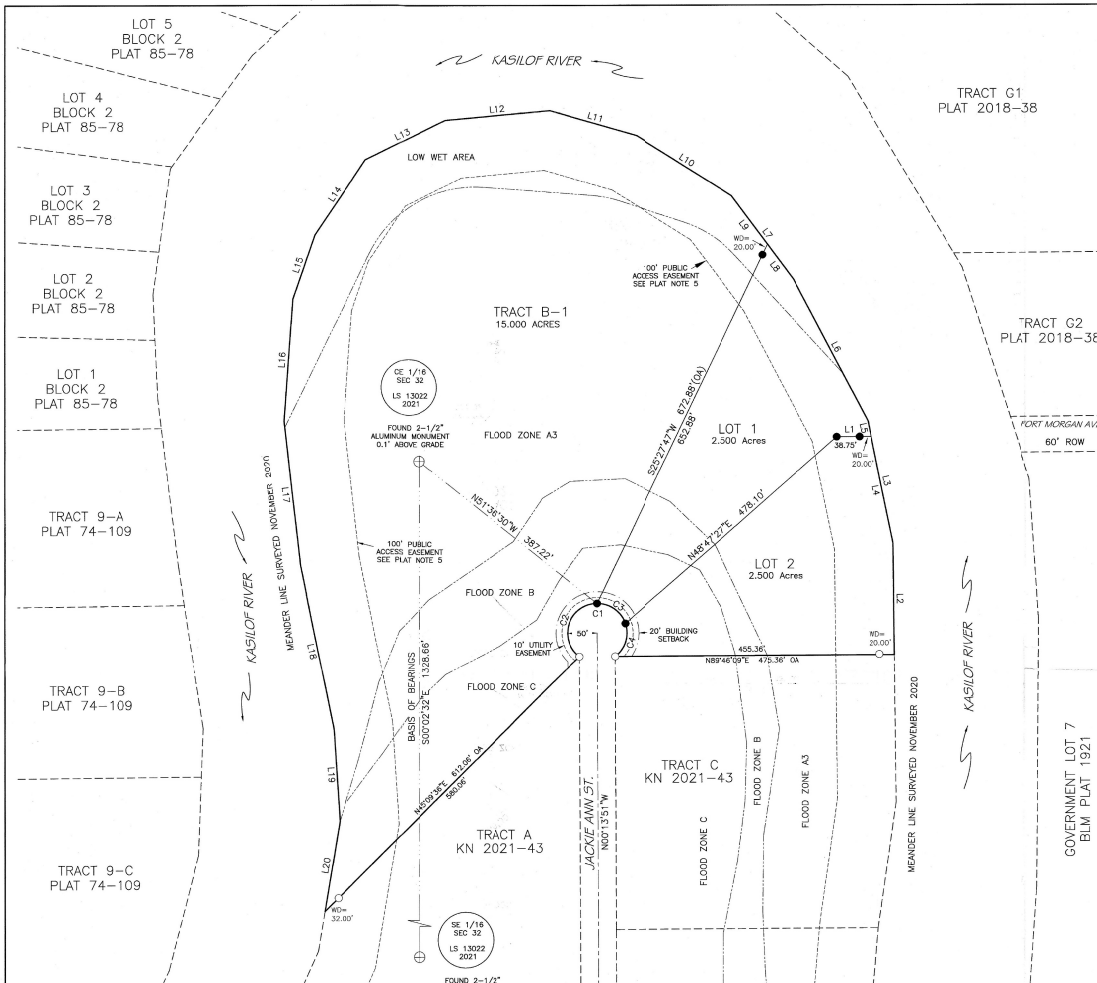 LOT 5
BLOCK 2
PLAT 85-78
LOT 4
BLOCK 2
PLAT 85-78
LOT 3
BLOCK 2
PLAT 85-78
LOT 2
BLOCK 2
PLAT 85-78
LOT 1
BLOCK 2
PLAT 85-78
TRACT 9-A
PLAT 74-109
TRACT 9-B
PLAT 74-109
TRACT 9-C
PLAT 74-109
KASILOF RIVER
MEANDER LINE SURVEYED NOVEMBER 2020
KASILOF RIVER
L12
L11
L13
L10
LOW WET AREA
L14
L15
L16
L17
L18
L19
L20
L9
L7
WD=
20.00'
L8
00' PUBLIC
ACCESS EASEMENT
SEE PLAT NOTE 5
TRACT B-1
15.000 ACRES
L6
CE 1/16
SEC 32
LS 13022
2021
FOUND 2-1/2"
ALUMINUM MONUMENT
0.1' ABOVE GRADE
FLOOD ZONE A3
S25°27'47"W 672.88'(OA)
652.88'
LOT 1
2.500 Acres
L1
38.75'
L5
WD=
20.00'
L3
L4
N51°36'30"W
387.22'
N48°47'27"E 478.10'
100' PUBLIC
ACCESS EASEMENT
SEE PLAT NOTE 5
FLOOD ZONE B
LOT 2
2.500 Acres
L2
C1
C2
C3
C4
50'
10' UTILITY
EASEMENT
20' BUILDING
SETBACK
455.36'
N89°46'09"E 475.36' OA
WD=
20.00'
BASIS OF BEARINGS
S00°02'32"E 1328.66'
FLOOD ZONE C
N45°09'36"E 612.06' OA
580.06'
WD=
32.00'
TRACT A
KN 2021-43
JACKIE ANN ST.
N00°13'51"W
TRACT C
KN 2021-43
FLOOD ZONE C
FLOOD ZONE B
FLOOD ZONE A3
SE 1/16
SEC 32
LS 13022
2021
FOUND 2-1/2"
MEANDER LINE SURVEYED NOVEMBER 2020
KASILOF RIVER
TRACT G1
PLAT 2018-38
TRACT G2
PLAT 2018-38
FORT MORGAN AV
60' ROW
GOVERNMENT LOT 7
BLM PLAT 1921